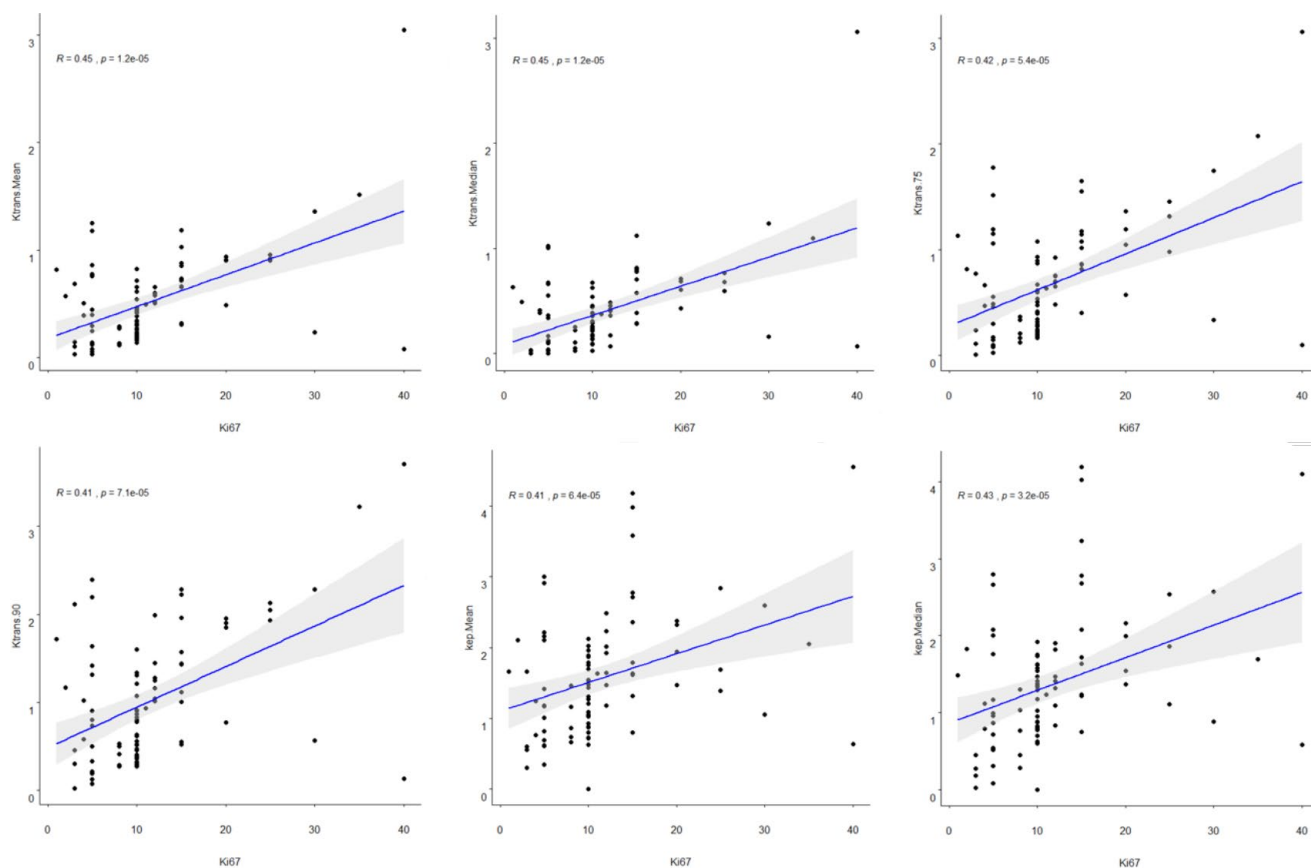 3
2
1
0
Ktrans.Mean
R = 0.45 , p = 1.2e-05
0 10 20 30 40
Ki67
3
2
1
0
Ktrans.Median
R = 0.45 , p = 1.2e-05
0 10 20 30 40
Ki67
3
2
1
0
Ktrans.75
R = 0.42 , p = 5.4e-05
0 10 20 30 40
Ki67
3
2
1
0
Ktrans.90
R = 0.41 , p = 7.1e-05
0 10 20 30 40
Ki67
4
3
2
1
0
kep.Mean
R = 0.41 , p = 6.4e-05
0 10 20 30 40
Ki67
4
3
2
1
0
kep.Median
R = 0.43 , p = 3.2e-05
0 10 20 30 40
Ki67